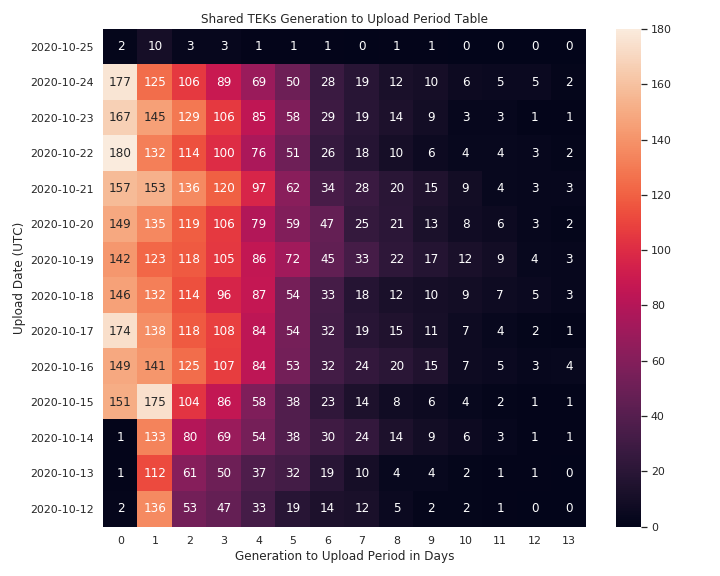 Shared TEKs Generation to Upload Period Table
Upload Date (UTC)
2020-10-25 2 10 3 3 1 1 1 0 1 1 0 0 0 0
2020-10-24 177 125 106 89 69 50 28 19 12 10 6 5 5 2
2020-10-23 167 145 129 106 85 58 29 19 14 9 3 3 1 1
2020-10-22 180 132 114 100 76 51 26 18 10 6 4 4 3 2
2020-10-21 157 153 136 120 97 62 34 28 20 15 9 4 3 3
2020-10-20 149 135 119 106 79 59 47 25 21 13 8 6 3 2
2020-10-19 142 123 118 105 86 72 45 33 22 17 12 9 4 3
2020-10-18 146 132 114 96 87 54 33 18 12 10 9 7 5 3
2020-10-17 174 138 118 108 84 54 32 19 15 11 7 4 2 1
2020-10-16 149 141 125 107 84 53 32 24 20 15 7 5 3 4
2020-10-15 151 175 104 86 58 38 23 14 8 6 4 2 1 1
2020-10-14 1 133 80 69 54 38 30 24 14 9 6 3 1 1
2020-10-13 1 112 61 50 37 32 19 10 4 4 2 1 1 0
2020-10-12 2 136 53 47 33 19 14 12 5 2 2 1 0 0
0 1 2 3 4 5 6 7 8 9 10 11 12 13
Generation to Upload Period in Days
180
160
140
120
100
80
60
40
20
0